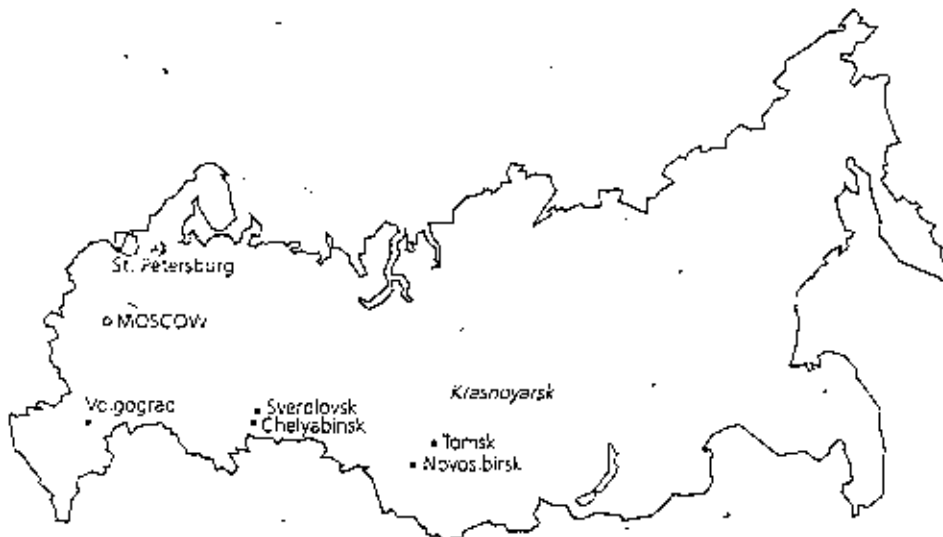 St. Petersburg
MOSCOW
Krasnoyarsk
Volgograd
Sverdlovsk
Chelyabinsk
Tomsk
Novosibirsk